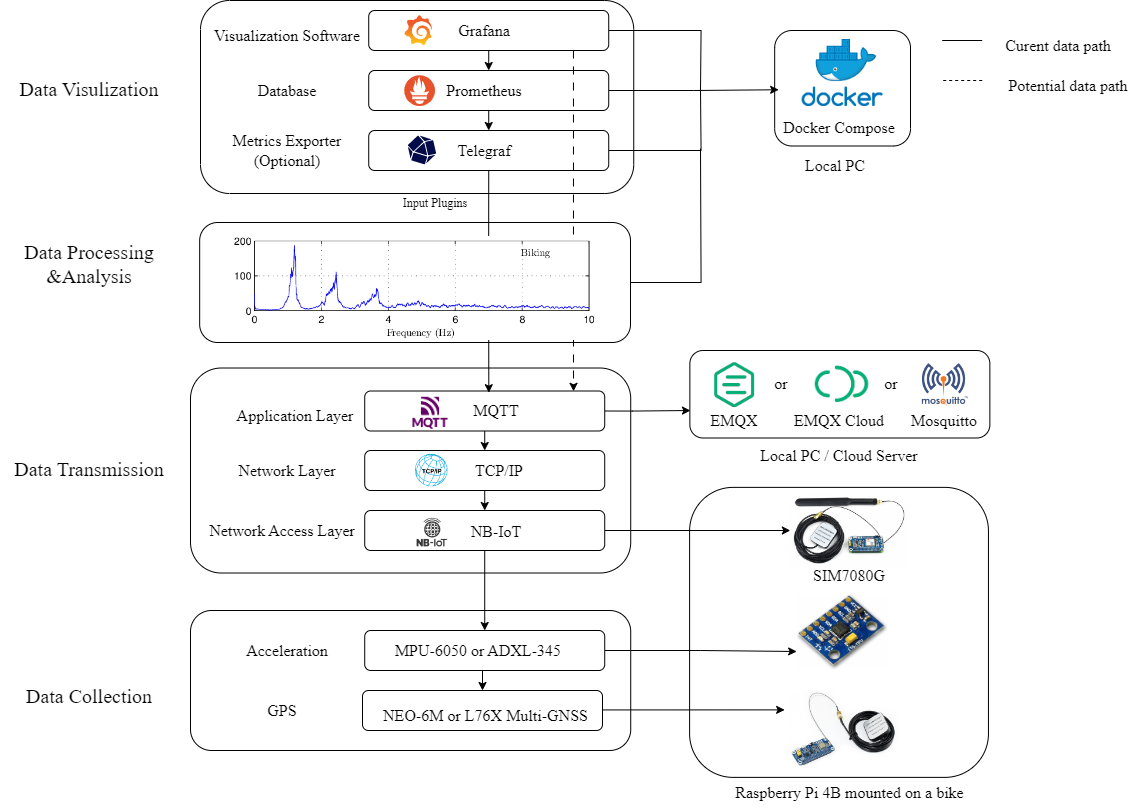 Data Visulization
Visualization Software
Grafana
Database
Prometheus
Metrics Exporter
(Optional)
Telegraf
docker
Docker Compose
Local PC
Curent data path
Potential data path
Input Plugins
Data Processing
&Analysis
Biking
200
100
0
0
2
4
6
8
10
Frequency (Hz)
Data Transmission
Application Layer
MQTT
MQTT
Network Layer
TCP/IP
TCP/IP
Network Access Layer
NB-IoT
NB-IoT
EMQX
or
EMQX Cloud
or
mosquitto
Mosquitto
Local PC / Cloud Server
SIM7080G
Data Collection
Acceleration
MPU-6050 or ADXL-345
GPS
NEO-6M or L76X Multi-GNSS
Raspberry Pi 4B mounted on a bike